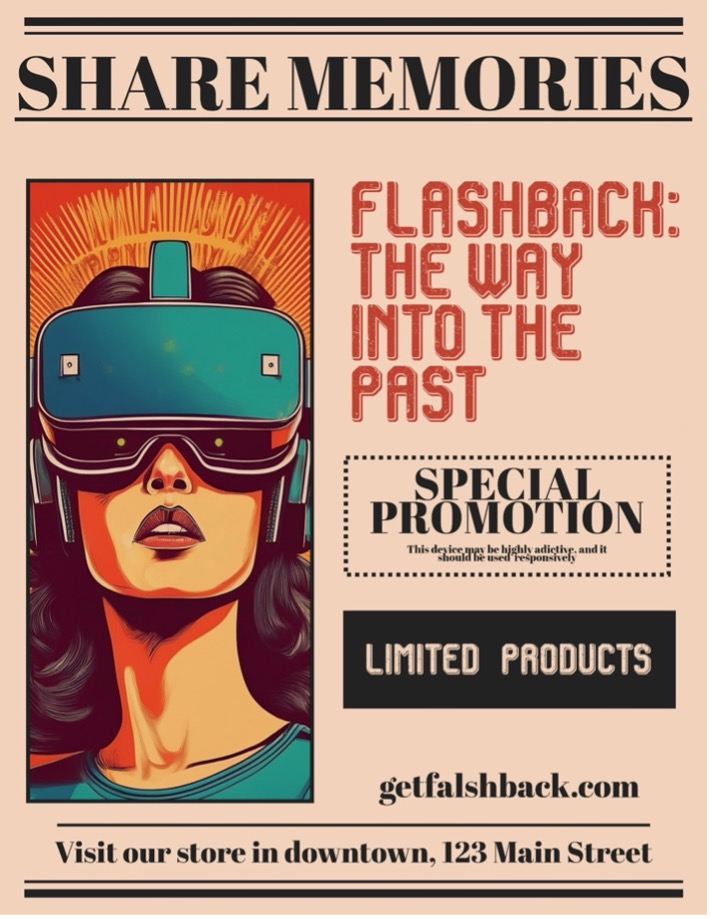 SHARE MEMORIES
FLASHBACK:
THE WAY
INTO THE
PAST
SPECIAL
PROMOTION
This device may be highly adictive, and it
should be used responsively
LIMITED PRODUCTS
getfalshback.com
Visit our store in downtown, 123 Main Street